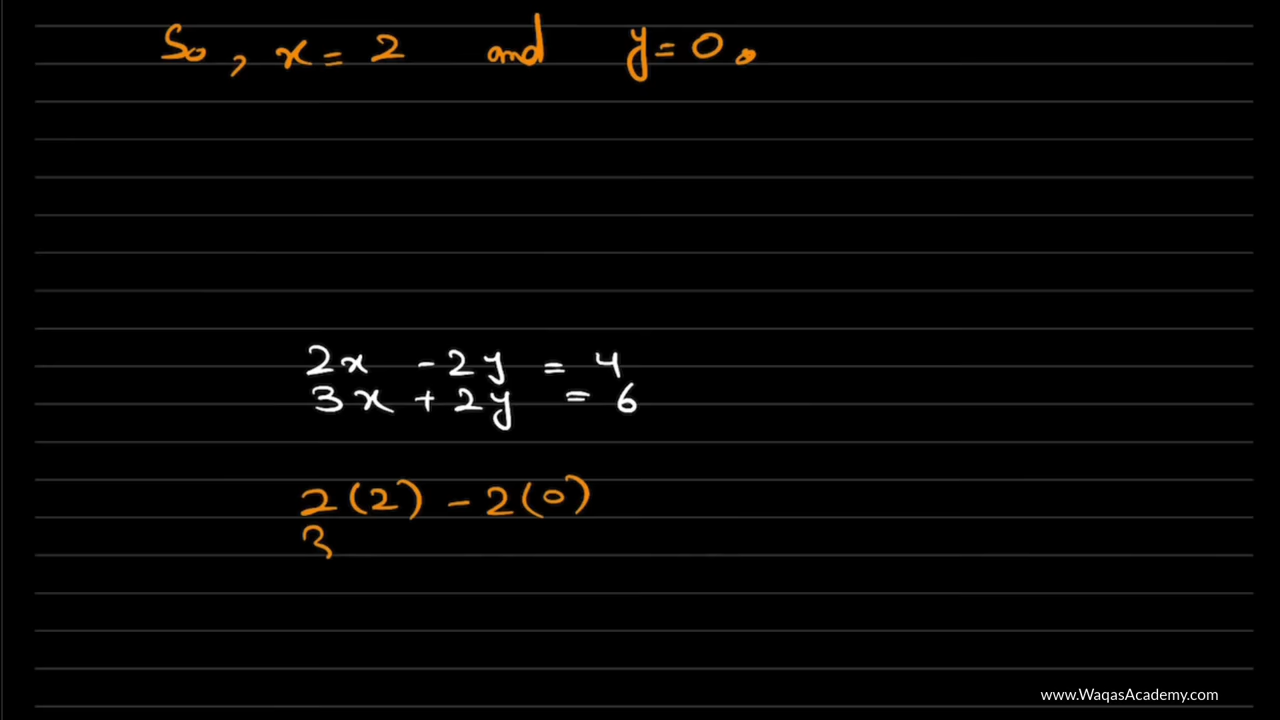 So, x = 2 and y = 0.
2x - 2y = 4
3x + 2y = 6
2(2) - 2(0)
3
www.WaqasAcademy.com